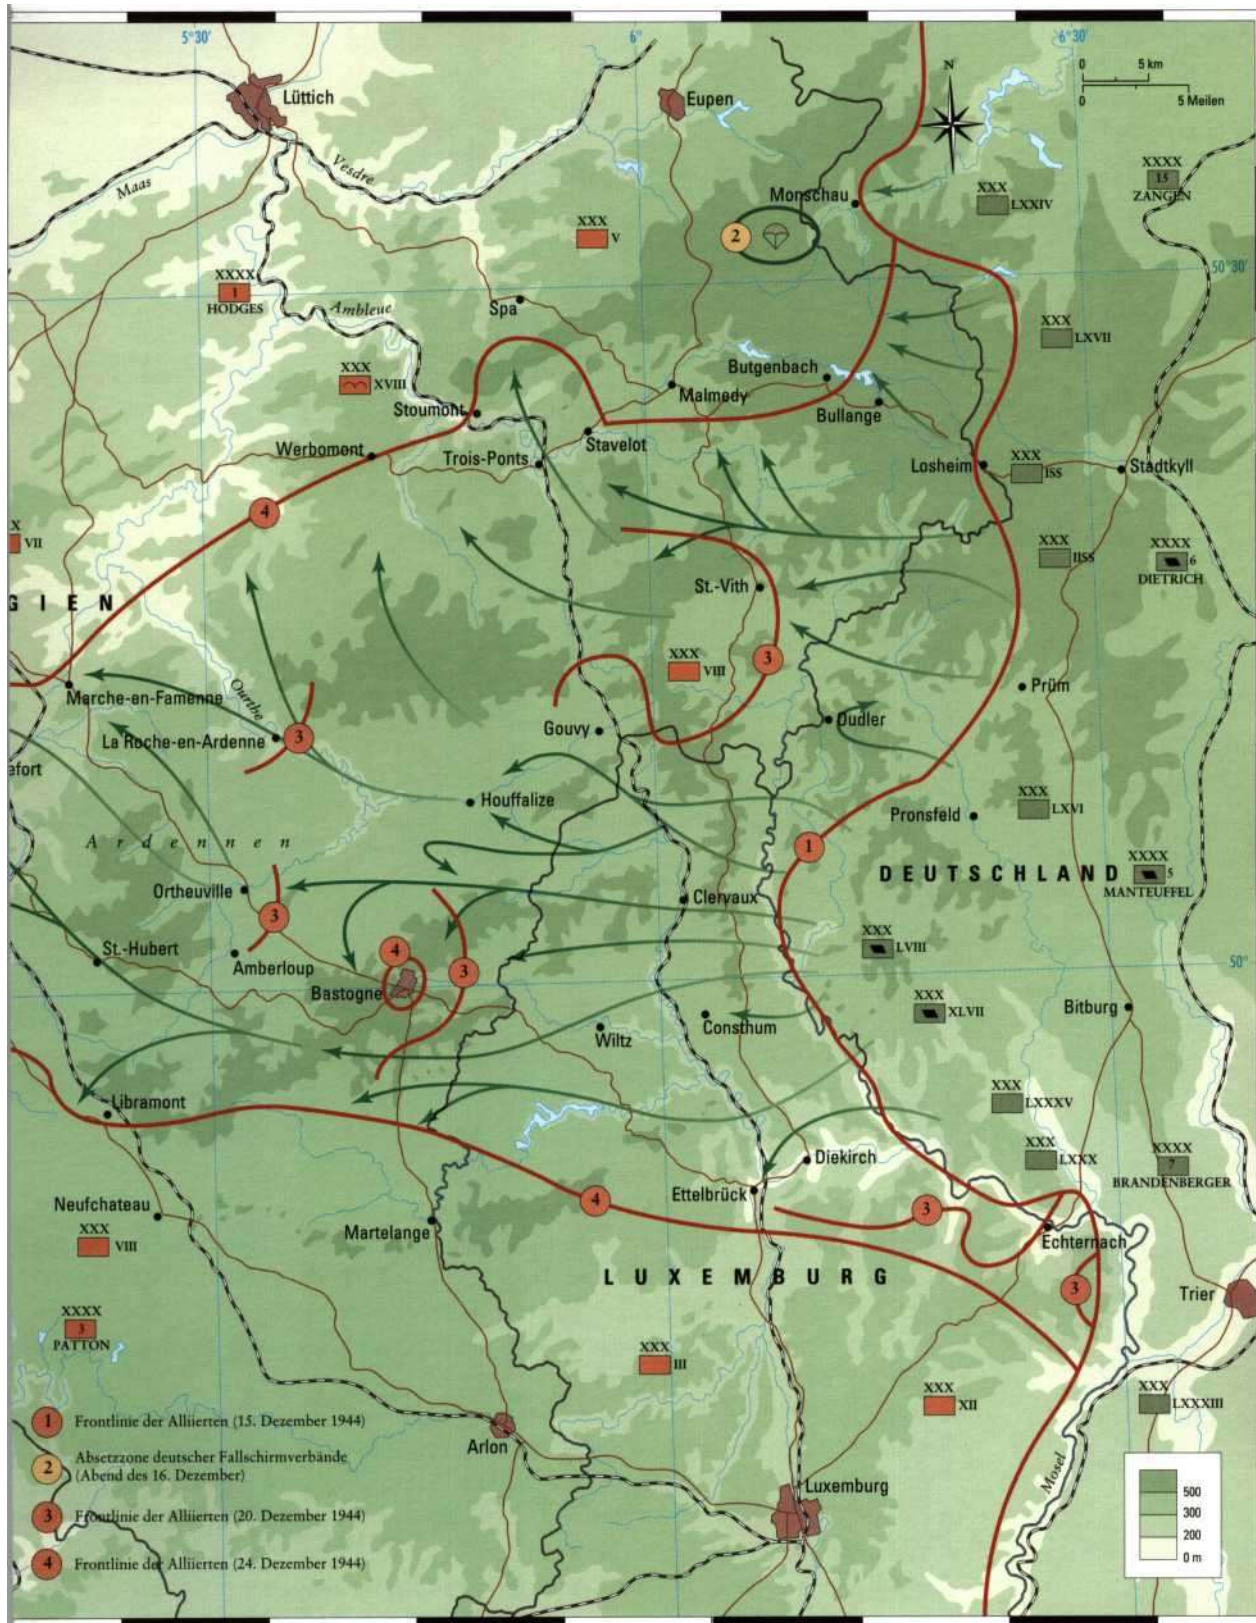 5°30'
6°
6°30'
0 5 km
0 5 Meilen
N
Lüttich
Eupen
Vesdre
Maas
XXXX
15
ZANGEN
Monschau
XXX
LXXIV
XXX
V
2
50°30'
XXXX
1
HODGES
Ambleue
Spa
XXX
LXVII
XXX
XVIII
Butgenbach
Malmedy
Bullange
Stoumont
Stavelot
Werbomont
Trois-Ponts
Losheim
XXX
ISS
Stadtkyll
4
X
VII
XXX
IISS
XXXX
6
DIETRICH
St.-Vith
GIEN
XXX
VIII
3
Prüm
Marche-en-Famenne
Ourthe
La Roche-en-Ardenne
3
Gouvy
Oudler
efort
Houffalize
XXX
LXVI
Pronsfeld
Ardennen
1
DEUTSCHLAND
XXXX
5
MANTEUFFEL
Ortheuville
Clervaux
3
St.-Hubert
Amberloup
4
3
XXX
LVIII
50°
Bastogne
XXX
XLVII
Bitburg
Consthum
Wiltz
Libramont
XXX
LXXXV
XXX
LXXX
XXXX
7
BRANDENBERGER
Diekirch
Ettelbrück
4
3
Neufchateau
XXX
VIII
Martelange
Echternach
LUXEMBURG
3
Trier
XXXX
3
PATTON
XXX
III
XXX
XII
XXX
LXXXIII
Arlon
Mosel
Luxemburg
1 Frontlinie der Alliierten (15. Dezember 1944)
2 Absetzzone deutscher Fallschirmverbände
(Abend des 16. Dezember)
3 Frontlinie der Alliierten (20. Dezember 1944)
4 Frontlinie der Alliierten (24. Dezember 1944)
500
300
200
0 m